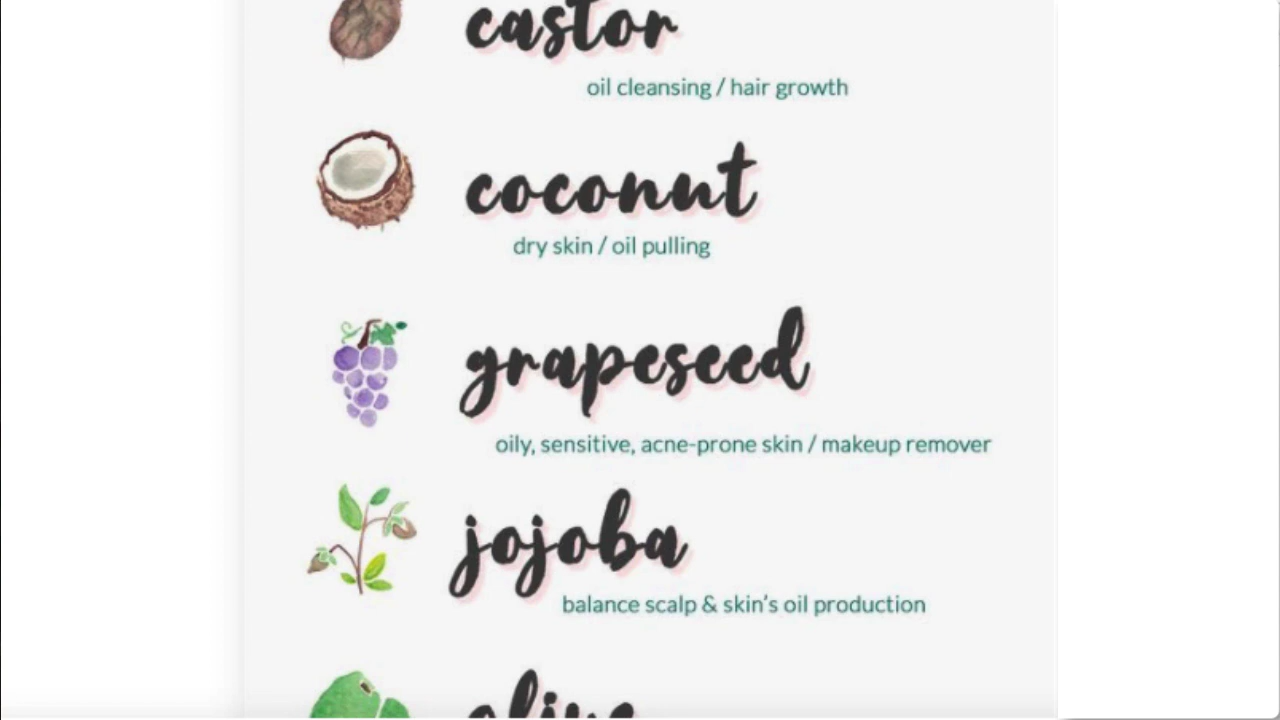 castor
oil cleansing / hair growth
coconut
dry skin / oil pulling
grapeseed
oily, sensitive, acne-prone skin / makeup remover
jojoba
balance scalp & skin's oil production
olive